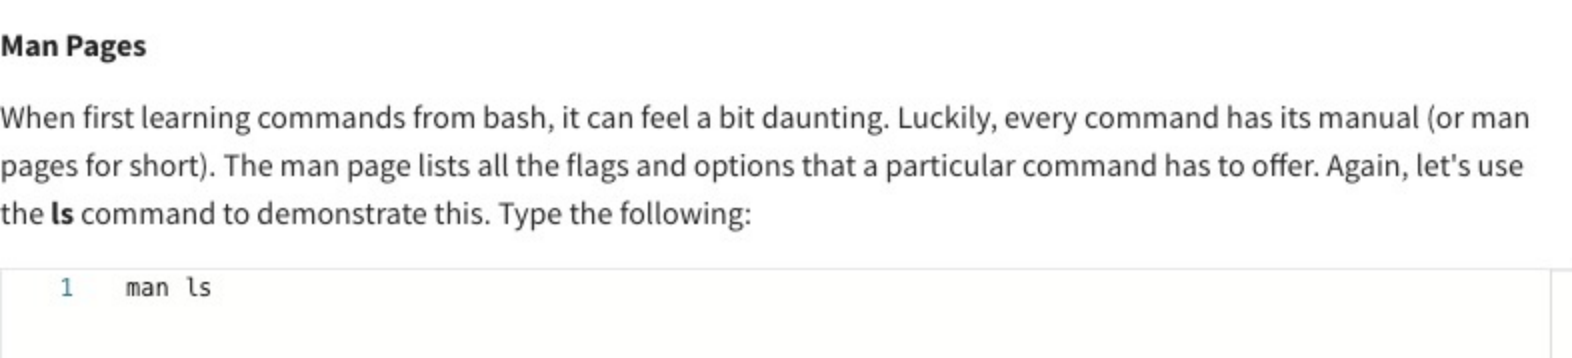 Man Pages
When first learning commands from bash, it can feel a bit daunting. Luckily, every command has its manual (or man
pages for short). The man page lists all the flags and options that a particular command has to offer. Again, let's use
the ls command to demonstrate this. Type the following:
1 man ls